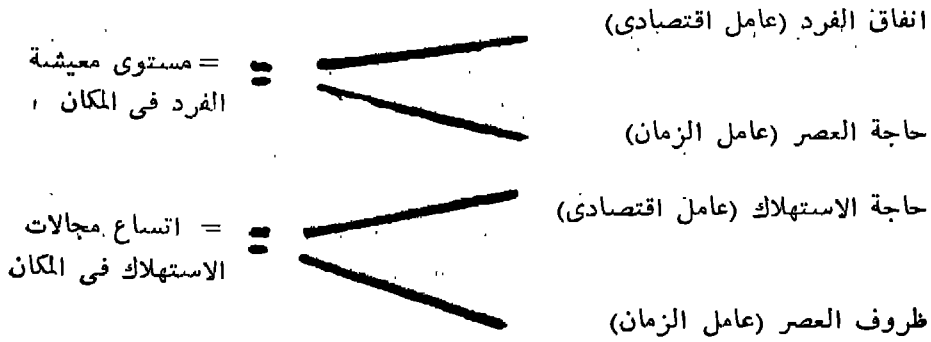 انفاق الفرد (عامل اقتصادى)
= مستوى معيشة
الفرد فى المكان
حاجة العصر (عامل الزمان)
حاجة الاستهلاك (عامل اقتصادى)
= اتساع مجالات
الاستهلاك فى المكان
ظروف العصر (عامل الزمان)